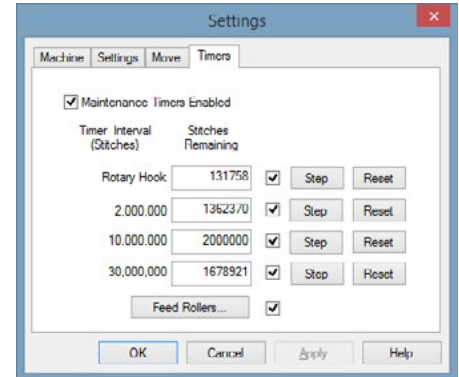 Settings
Machine Settings Move Timers
Maintenance Timers Enabled
Timer Interval Stitches
(Stitches) Remaining
Rotary Hook 131758 Step Reset
2.000.000 1362370 Step Reset
10.000.000 2000000 Step Reset
30,000,000 1678921 Step Reset
Feed Rollers...
OK Cancel Apply Help